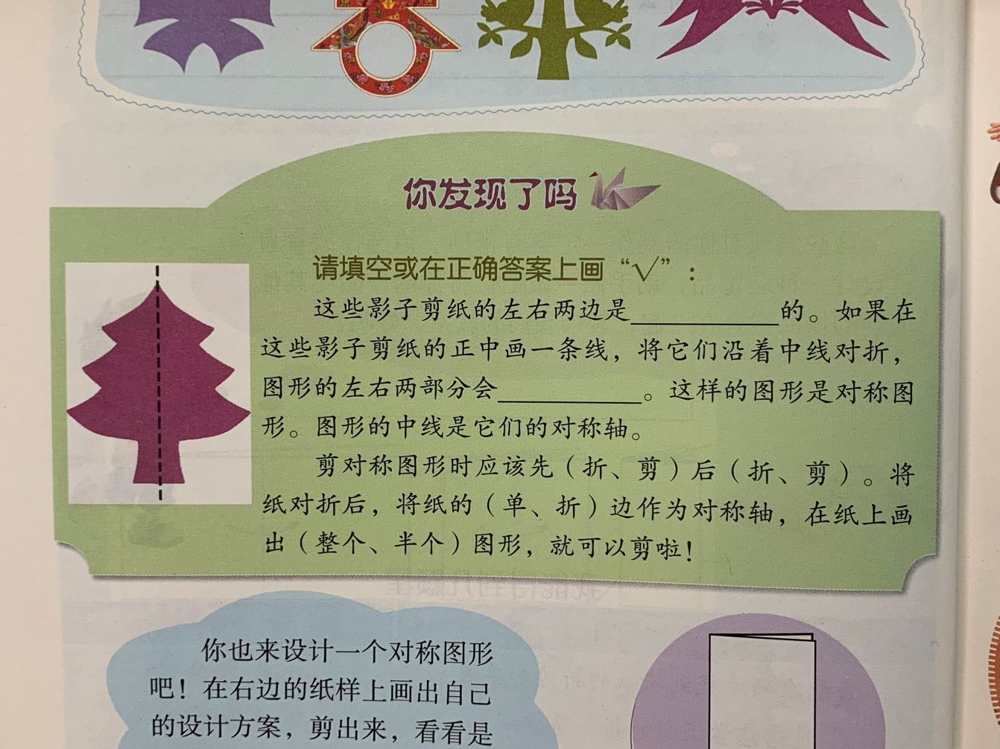 你发现了吗
请填空或在正确答案上画“√”：
这些影子剪纸的左右两边是__________的。如果在
这些影子剪纸的正中画一条线，将它们沿着中线对折，
图形的左右两部分会__________。这样的图形是对称图
形。图形的中线是它们的对称轴。
剪对称图形时应该先（折、剪）后（折、剪）。将
纸对折后，将纸的（单、折）边作为对称轴，在纸上画
出（整个、半个）图形，就可以剪啦！
你也来设计一个对称图形
吧！在右边的纸样上画出自己
的设计方案，剪出来，看看是